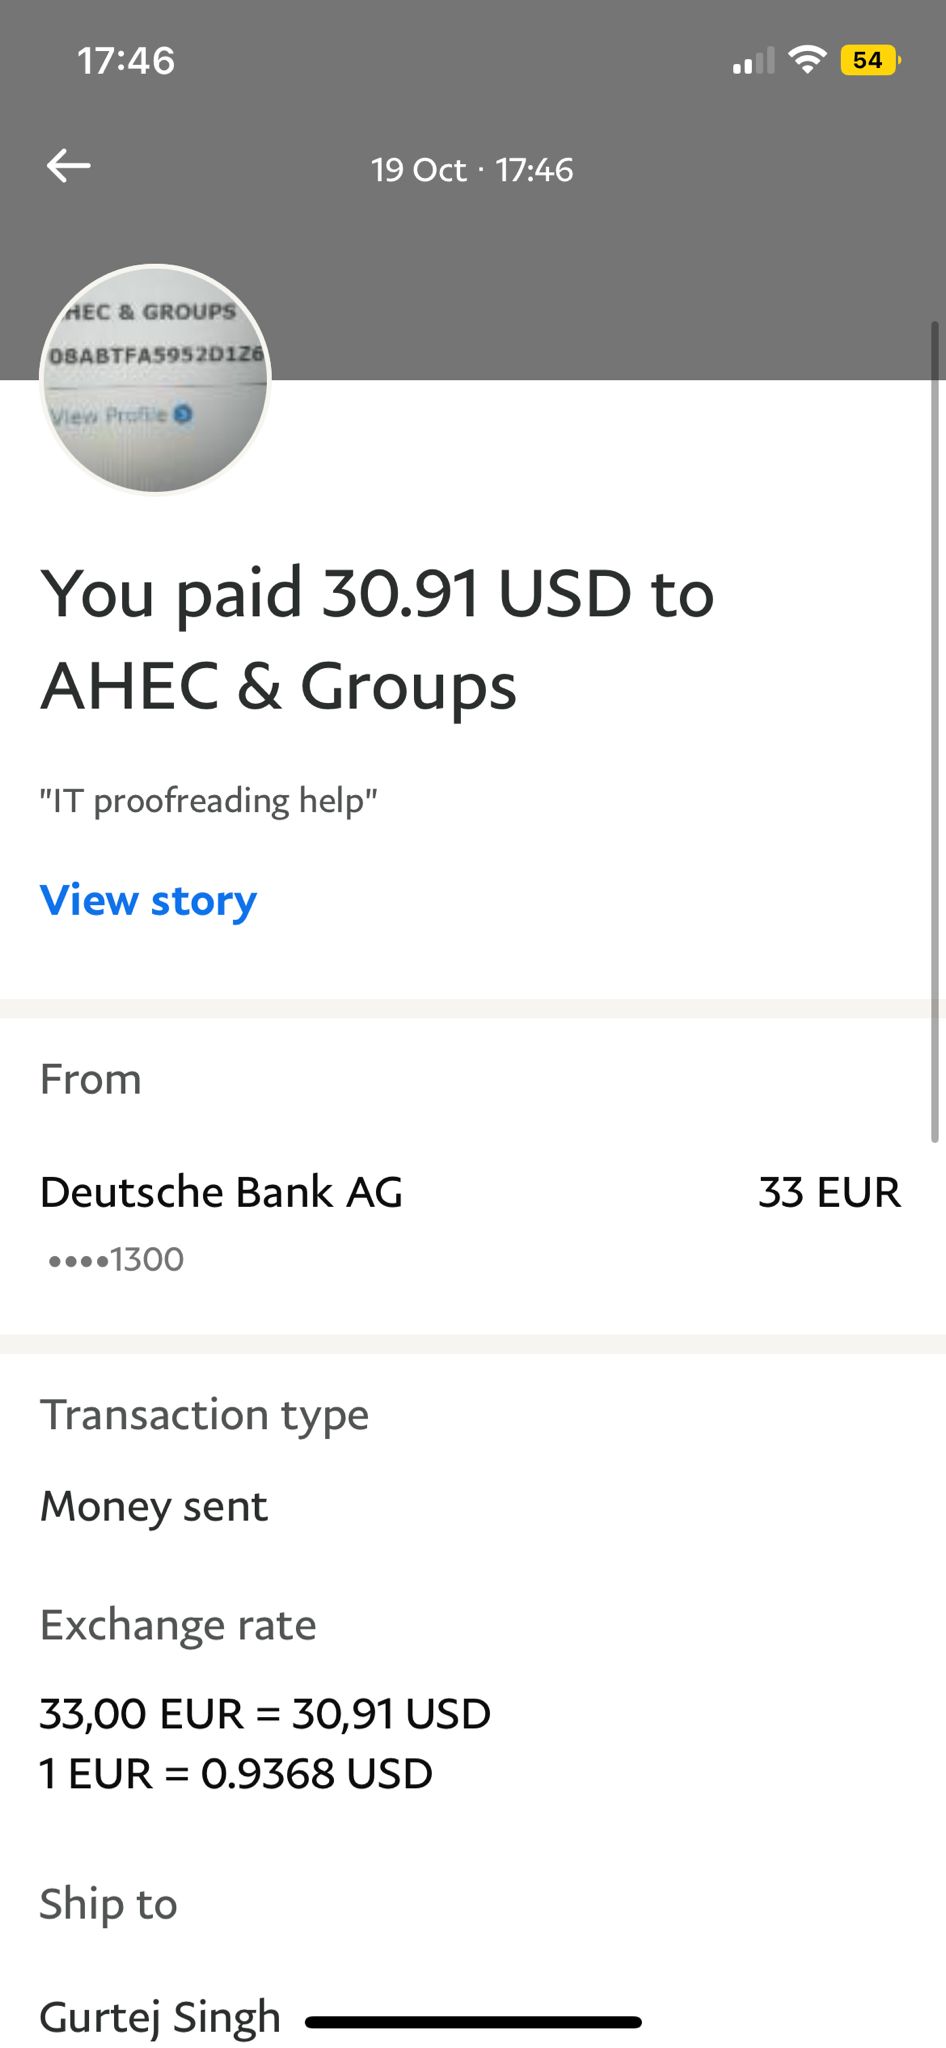 17:46
54
19 Oct · 17:46
HEC & GROUPS
08ABTFA5952D1Z6
View Profile
You paid 30.91 USD to
AHEC & Groups
"IT proofreading help"
View story
From
Deutsche Bank AG 33 EUR
••••1300
Transaction type
Money sent
Exchange rate
33,00 EUR = 30,91 USD
1 EUR = 0.9368 USD
Ship to
Gurtej Singh